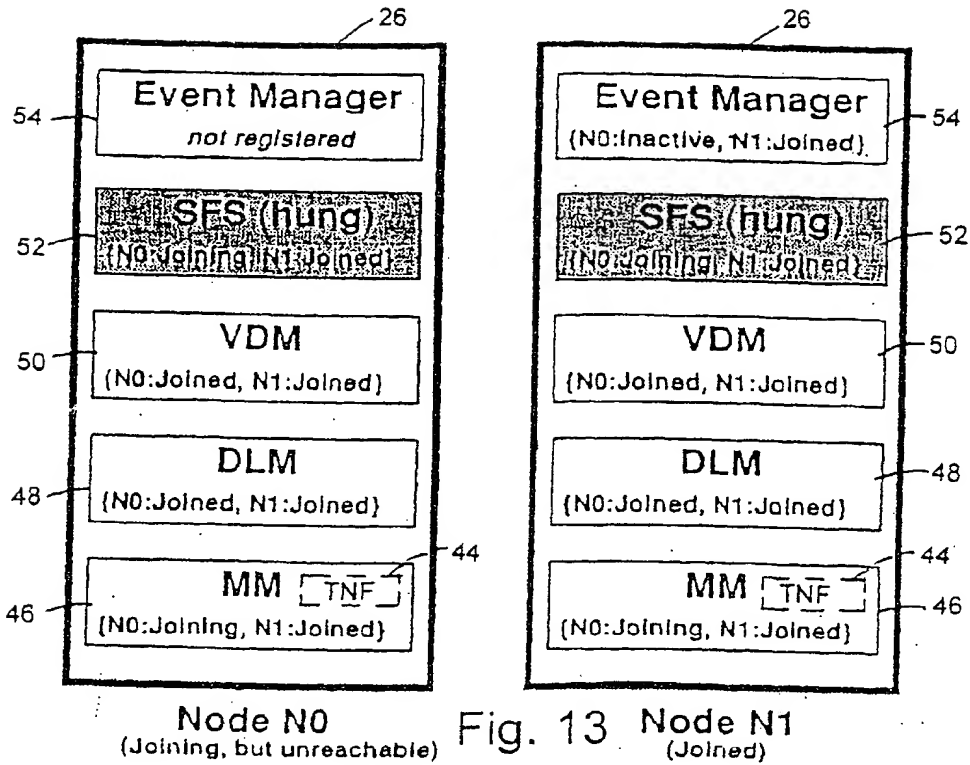 26
Event Manager
not registered
54
SFS (hung)
{N0:Joining, N1:Joined}
52
VDM
{N0:Joined, N1:Joined}
50
DLM
{N0:Joined, N1:Joined}
48
44
MM TNF
{N0:Joining, N1:Joined}
46
Node N0
(Joining, but unreachable)
26
Event Manager
{N0:Inactive, N1:Joined}
54
SFS (hung)
{N0:Joining, N1:Joined}
52
VDM
{N0:Joined, N1:Joined}
50
DLM
{N0:Joined, N1:Joined}
48
44
MM TNF
{N0:Joining, N1:Joined}
46
Node N1
(Joined)
Fig. 13